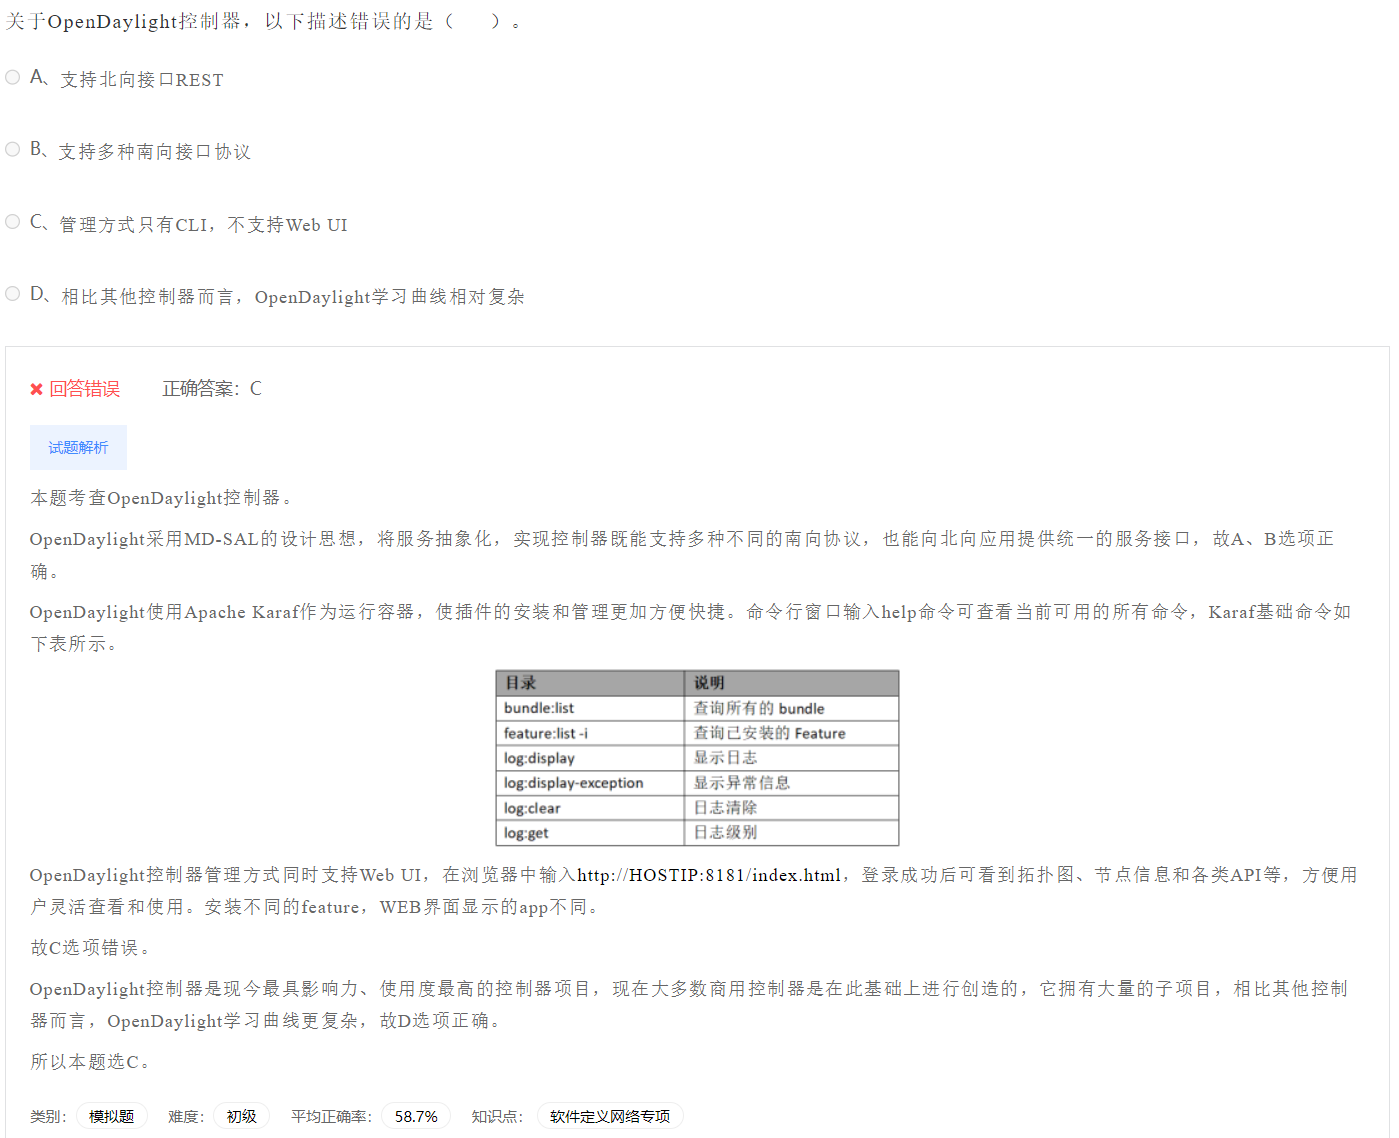 关于OpenDaylight控制器，以下描述错误的是（　　）。
A、支持北向接口REST
B、支持多种南向接口协议
C、管理方式只有CLI，不支持Web UI
D、相比其他控制器而言，OpenDaylight学习曲线相对复杂
回答错误 正确答案：C
试题解析
本题考查OpenDaylight控制器。
OpenDaylight采用MD-SAL的设计思想，将服务抽象化，实现控制器既能支持多种不同的南向协议，也能向北向应用提供统一的服务接口，故A、B选项正
确。
OpenDaylight使用Apache Karaf作为运行容器，使插件的安装和管理更加方便快捷。命令行窗口输入help命令可查看当前可用的所有命令，Karaf基础命令如
下表所示。
目录 说明
bundle:list 查询所有的 bundle
feature:list -i 查询已安装的 Feature
log:display 显示日志
log:display-exception 显示异常信息
log:clear 日志清除
log:get 日志级别
OpenDaylight控制器管理方式同时支持Web UI，在浏览器中输入http://HOSTIP:8181/index.html，登录成功后可看到拓扑图、节点信息和各类API等，方便用
户灵活查看和使用。安装不同的feature，WEB界面显示的app不同。
故C选项错误。
OpenDaylight控制器是现今最具影响力、使用度最高的控制器项目，现在大多数商用控制器是在此基础上进行创造的，它拥有大量的子项目，相比其他控制
器而言，OpenDaylight学习曲线更复杂，故D选项正确。
所以本题选C。
类别： 模拟题 难度： 初级 平均正确率： 58.7% 知识点： 软件定义网络专项